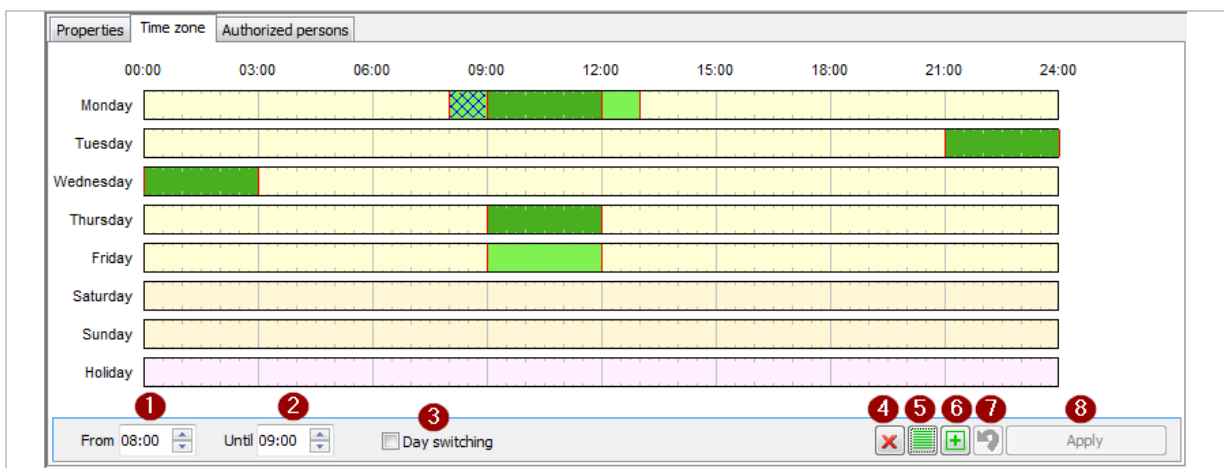 Properties Time zone Authorized persons
00:00 03:00 06:00 09:00 12:00 15:00 18:00 21:00 24:00
Monday
Tuesday
Wednesday
Thursday
Friday
Saturday
Sunday
Holiday
1 2 3 4 5 6 7 8
From 08:00 Until 09:00 Day switching Apply